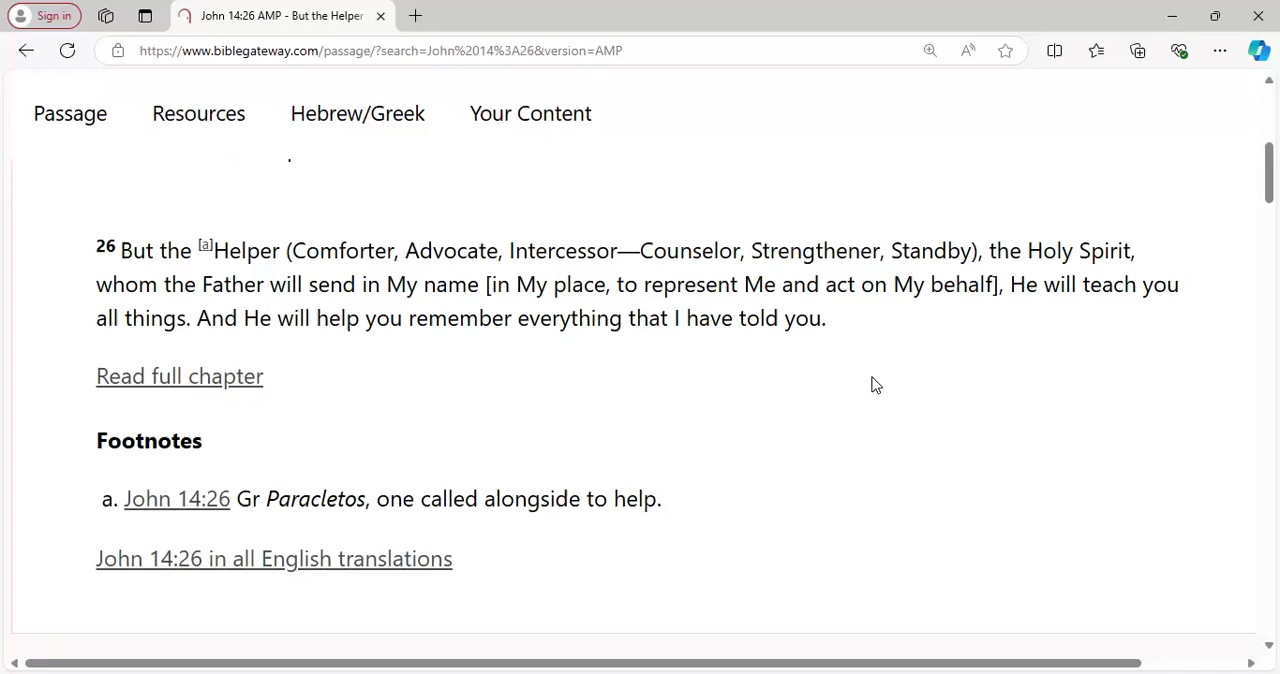 Sign in
John 14:26 AMP - But the Helper
https://www.biblegateway.com/passage/?search=John%2014%3A26&version=AMP
Passage Resources Hebrew/Greek Your Content
26 But the [a]Helper (Comforter, Advocate, Intercessor—Counselor, Strengthener, Standby), the Holy Spirit,
whom the Father will send in My name [in My place, to represent Me and act on My behalf], He will teach you
all things. And He will help you remember everything that I have told you.
Read full chapter
Footnotes
a. John 14:26 Gr Paracletos, one called alongside to help.
John 14:26 in all English translations